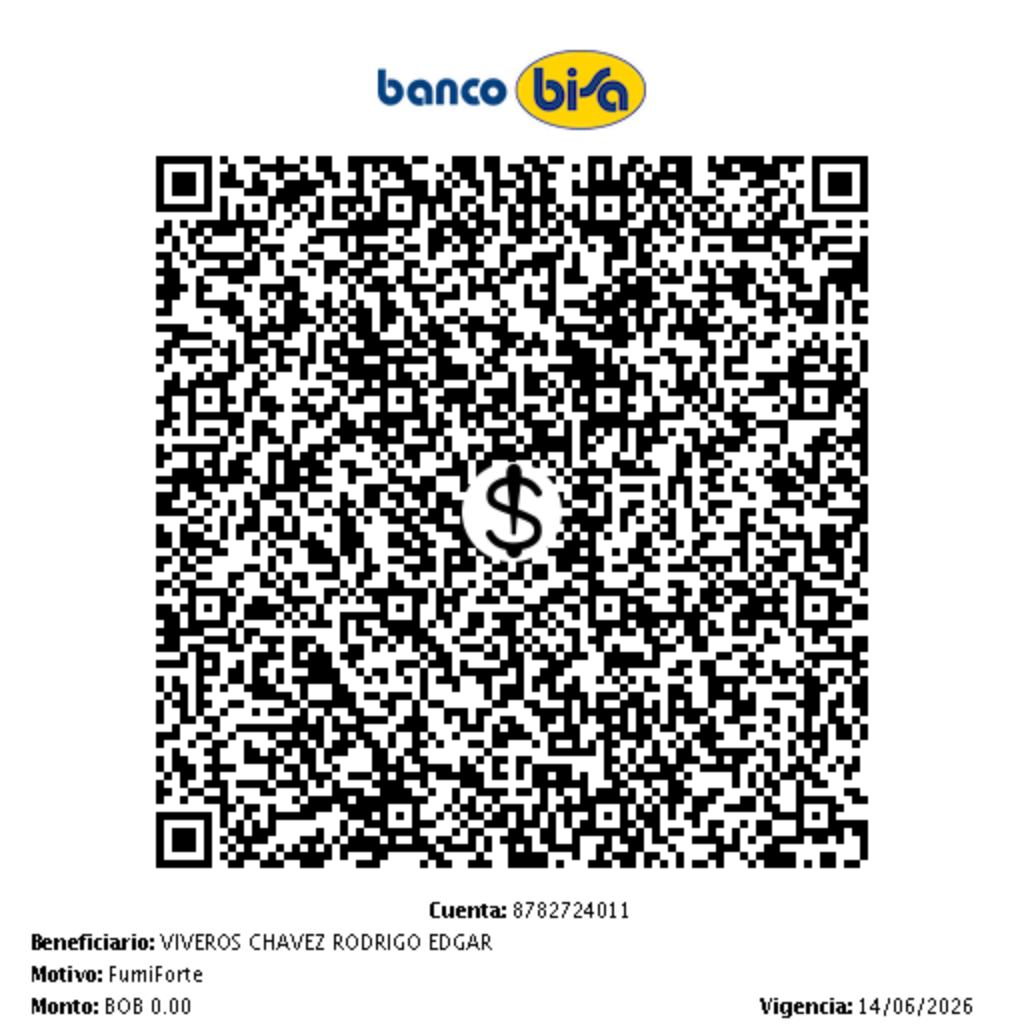 banco bisa
Cuenta: 8782724011
Beneficiario: VIVEROS CHAVEZ RODRIGO EDGAR
Motivo: FumiForte
Monto: BOB 0.00
Vigencia: 14/06/2026